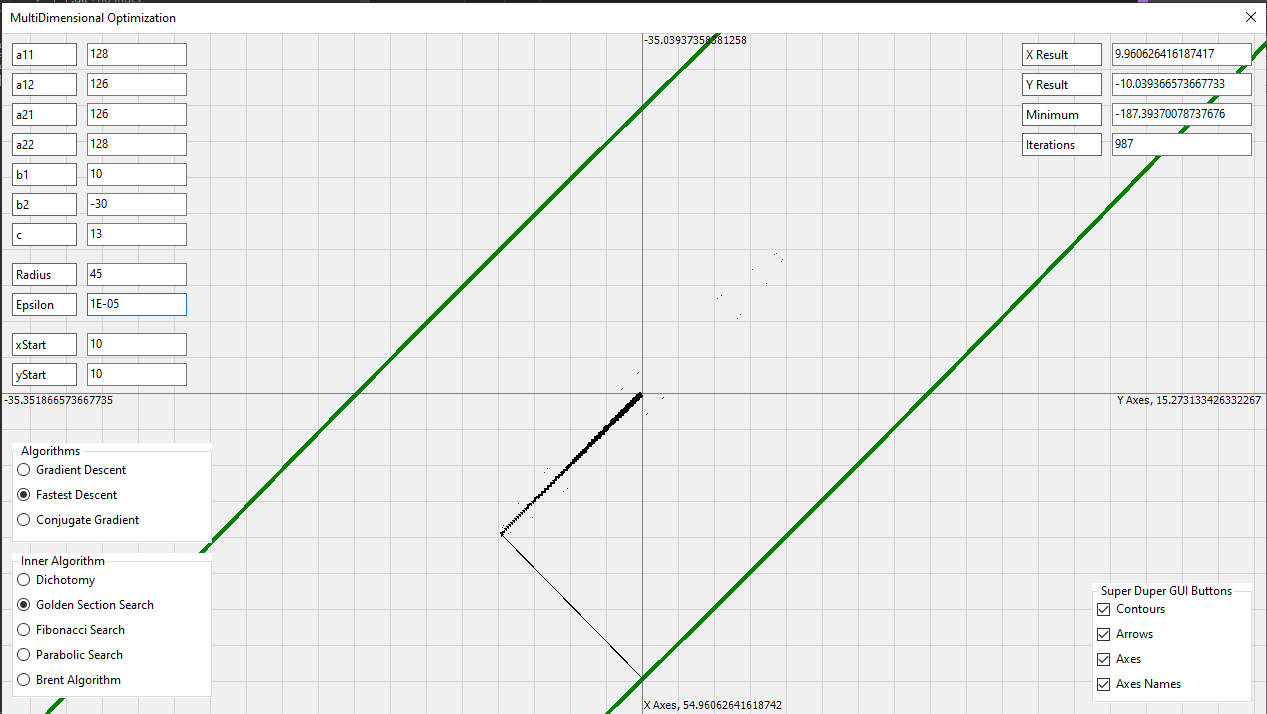 MultiDimensional Optimization
a11 128
a12 126
a21 126
a22 128
b1 10
b2 -30
c 13
Radius 45
Epsilon 1E-05
xStart 10
yStart 10
-35.03937358381258
X Result 9.960626416187417
Y Result -10.039366573667733
Minimum -187.39370078737676
Iterations 987
-35.351866573667735
Y Axes, 15.273133426332267
Algorithms
Gradient Descent
Fastest Descent
Conjugate Gradient
Inner Algorithm
Dichotomy
Golden Section Search
Fibonacci Search
Parabolic Search
Brent Algorithm
X Axes, 54.96062641618742
Super Duper GUI Buttons
Contours
Arrows
Axes
Axes Names